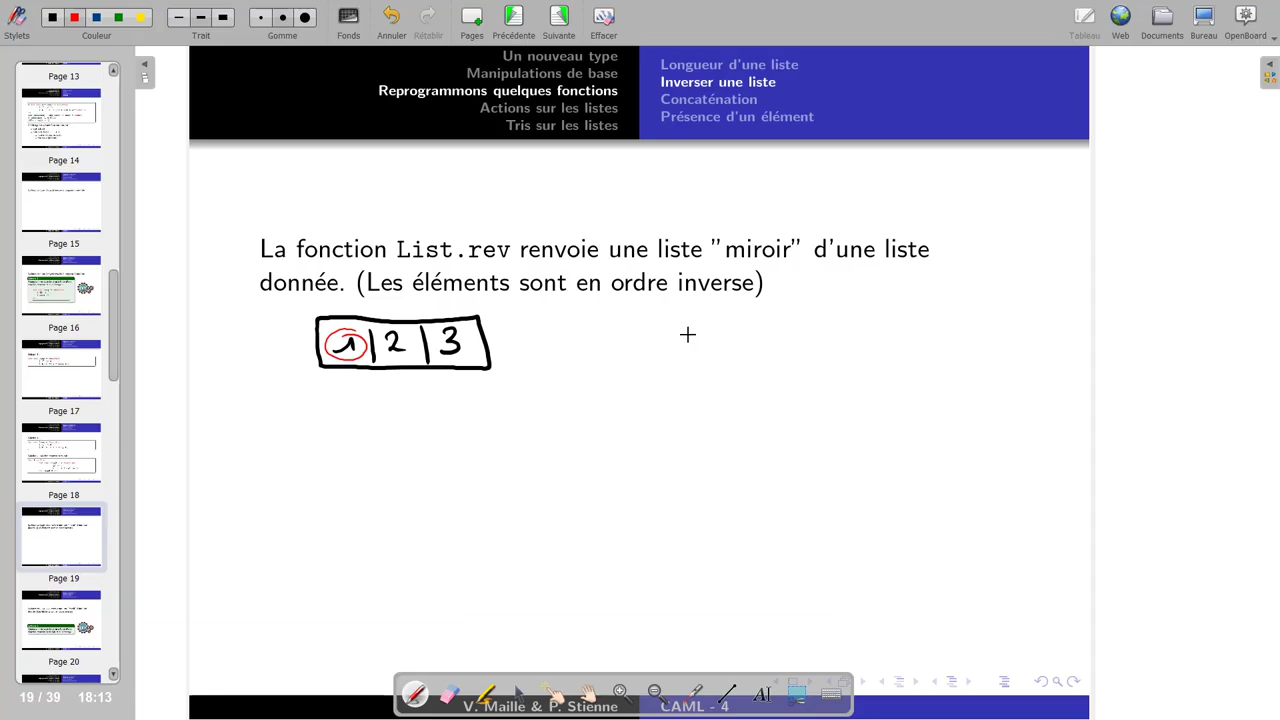 Stylets
Couleur
Trait
Gomme
Fonds
Annuler
Rétablir
Pages
Précédente
Suivante
Effacer
Tableau
Web
Documents
Bureau
OpenBoard
Page 13
Page 14
Page 15
Page 16
Page 17
Page 18
Page 19
Page 20
19 / 39
18:13
Un nouveau type
Manipulations de base
Reprogrammons quelques fonctions
Actions sur les listes
Tris sur les listes
Longueur d'une liste
Inverser une liste
Concaténation
Présence d'un élément
La fonction List.rev renvoie une liste "miroir" d'une liste
donnée. (Les éléments sont en ordre inverse)
1 | 2 | 3
AI
V. Maille & P. Stienne
CAML - 4